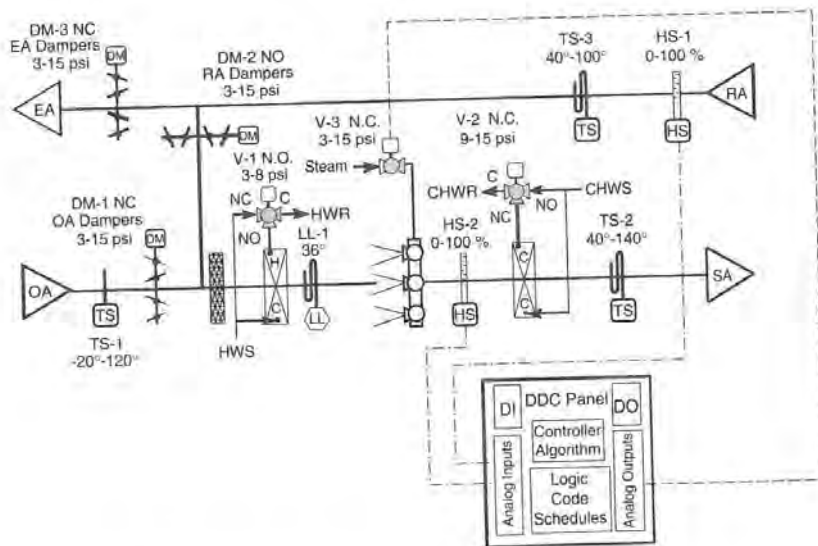 DM-3 NC
EA Dampers
3-15 psi
DM
EA
DM-2 NO
RA Dampers
3-15 psi
DM
TS-3
40°-100°
TS
HS-1
0-100 %
HS
RA
V-3 N.C.
3-15 psi
Steam
V-2 N.C.
9-15 psi
C
CHWR
CHWS
NC
NO
V-1 N.O.
3-8 psi
NC
C
HWR
NO
DM-1 NC
OA Dampers
3-15 psi
DM
LL-1
36°
HS-2
0-100 %
TS-2
40°-140°
OA
TS
TS-1
-20°-120°
H
C
HWS
LL
HS
C
C
TS
SA
DDC Panel
DI
DO
Controller
Algorithm
Analog Inputs
Logic
Code
Schedules
Analog Outputs